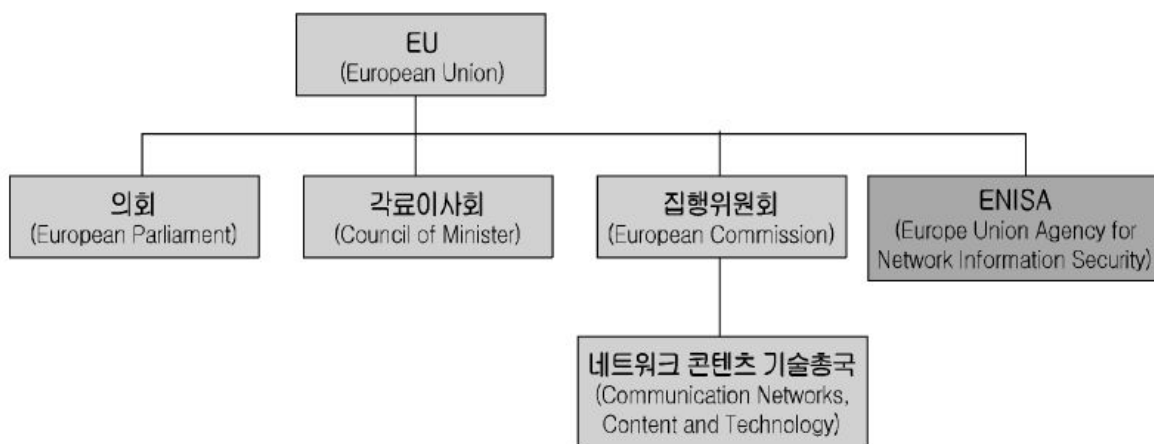 EU
(European Union)
의회
(European Parliament)
각료이사회
(Council of Minister)
집행위원회
(European Commission)
ENISA
(Europe Union Agency for
Network Information Security)
네트워크 콘텐츠 기술총국
(Communication Networks,
Content and Technology)